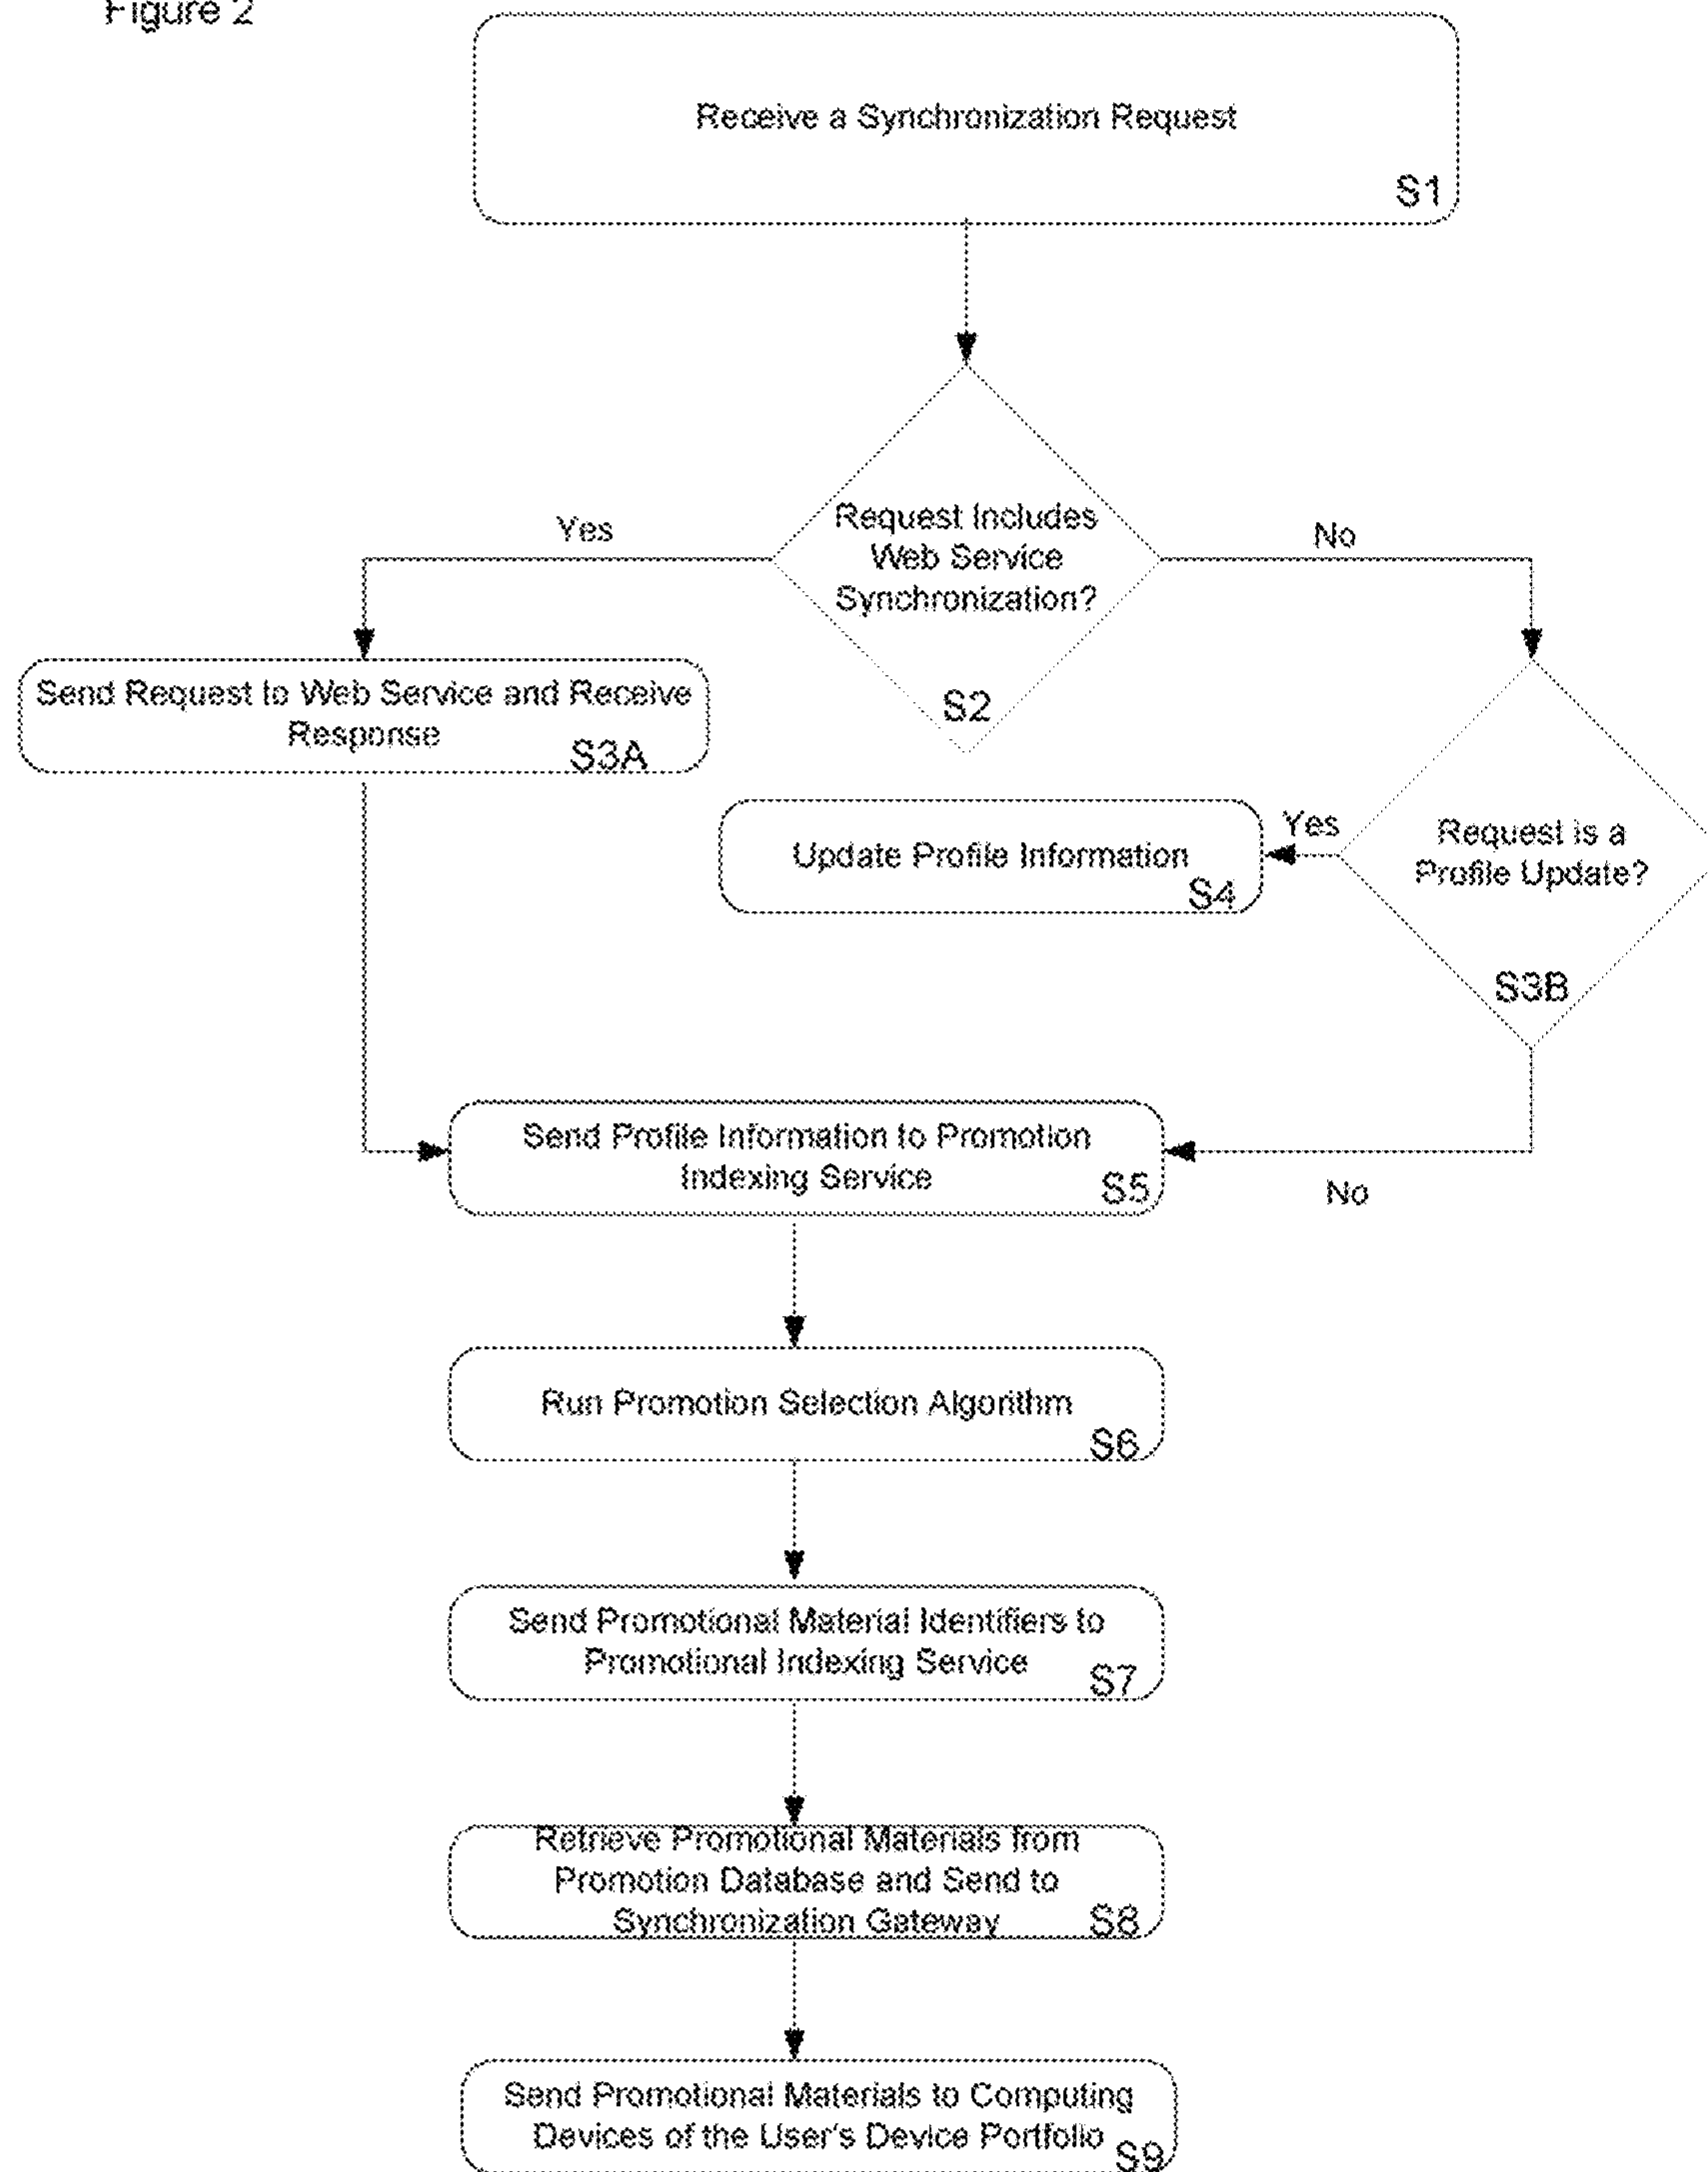 Figure 2
Receive a Synchronization Request
S1
Request Includes
Web Service
Synchronization?
S2
Yes
No
Send Request to Web Service and Receive
Response
S3A
Update Profile Information
S4
Yes
Request is a
Profile Update?
S3B
Send Profile Information to Promotion
Indexing Service
S5
No
Run Promotion Selection Algorithm
S6
Send Promotional Material Identifiers to
Promotional Indexing Service
S7
Retrieve Promotional Materials from
Promotion Database and Send to
Synchronization Gateway
S8
Send Promotional Materials to Computing
Devices of the User's Device Portfolio
S9